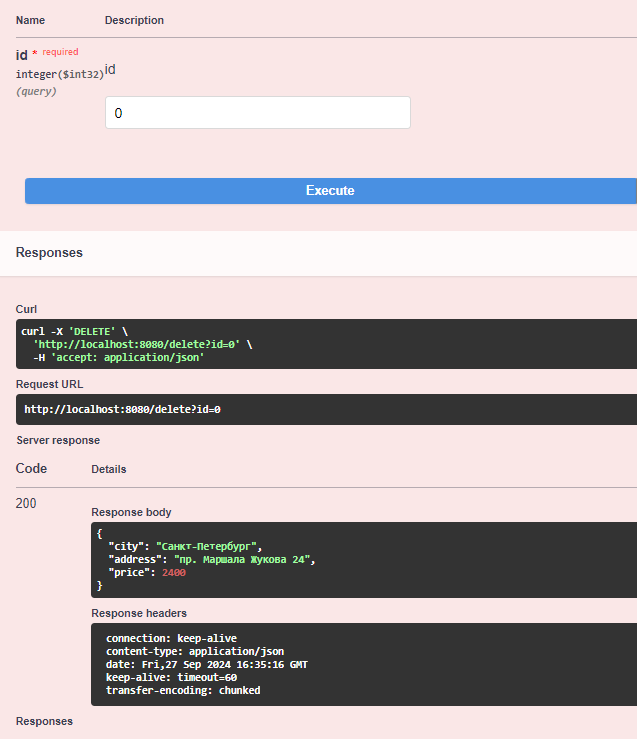 Name Description
id * required
integer($int32) id
(query)
0
Execute
Responses
Curl
curl -X 'DELETE' \
'http://localhost:8080/delete?id=0' \
-H 'accept: application/json'
Request URL
http://localhost:8080/delete?id=0
Server response
Code Details
200
Response body
{
"city": "Санкт-Петербург",
"address": "пр. Маршала Жукова 24",
"price": 2400
}
Response headers
connection: keep-alive
content-type: application/json
date: Fri,27 Sep 2024 16:35:16 GMT
keep-alive: timeout=60
transfer-encoding: chunked
Responses